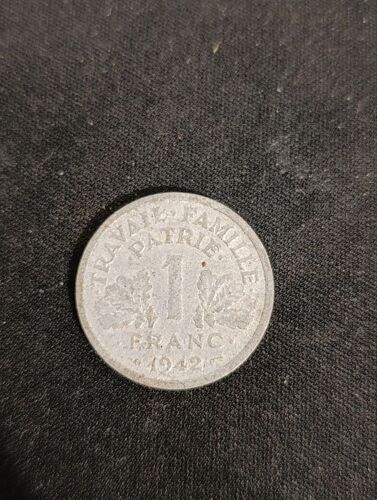 TRAVAIL·FAMILLE
PATRIE·
1
FRANC
1942